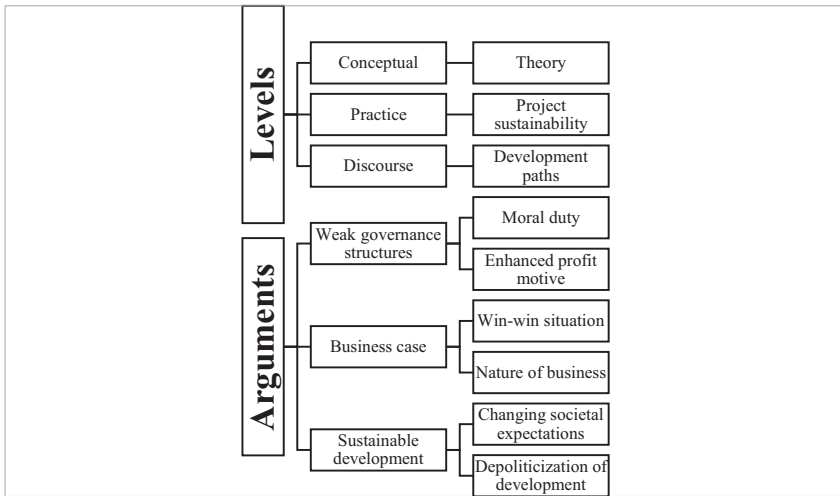 Levels
Conceptual
Theory
Practice
Project
sustainability
Discourse
Development
paths
Arguments
Weak governance
structures
Moral duty
Enhanced profit
motive
Business case
Win-win situation
Nature of business
Sustainable
development
Changing societal
expectations
Depoliticization of
development